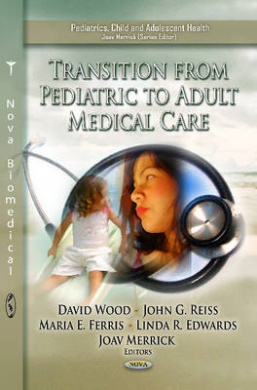 Pediatrics, Child and Adolescent Health
Joav Merrick (Series Editor)
TRANSITION FROM
PEDIATRIC TO ADULT
MEDICAL CARE
Nova Biomedical
DAVID WOOD - JOHN G. REISS
MARIA E. FERRIS - LINDA R. EDWARDS
JOAV MERRICK
EDITORS
NOVA